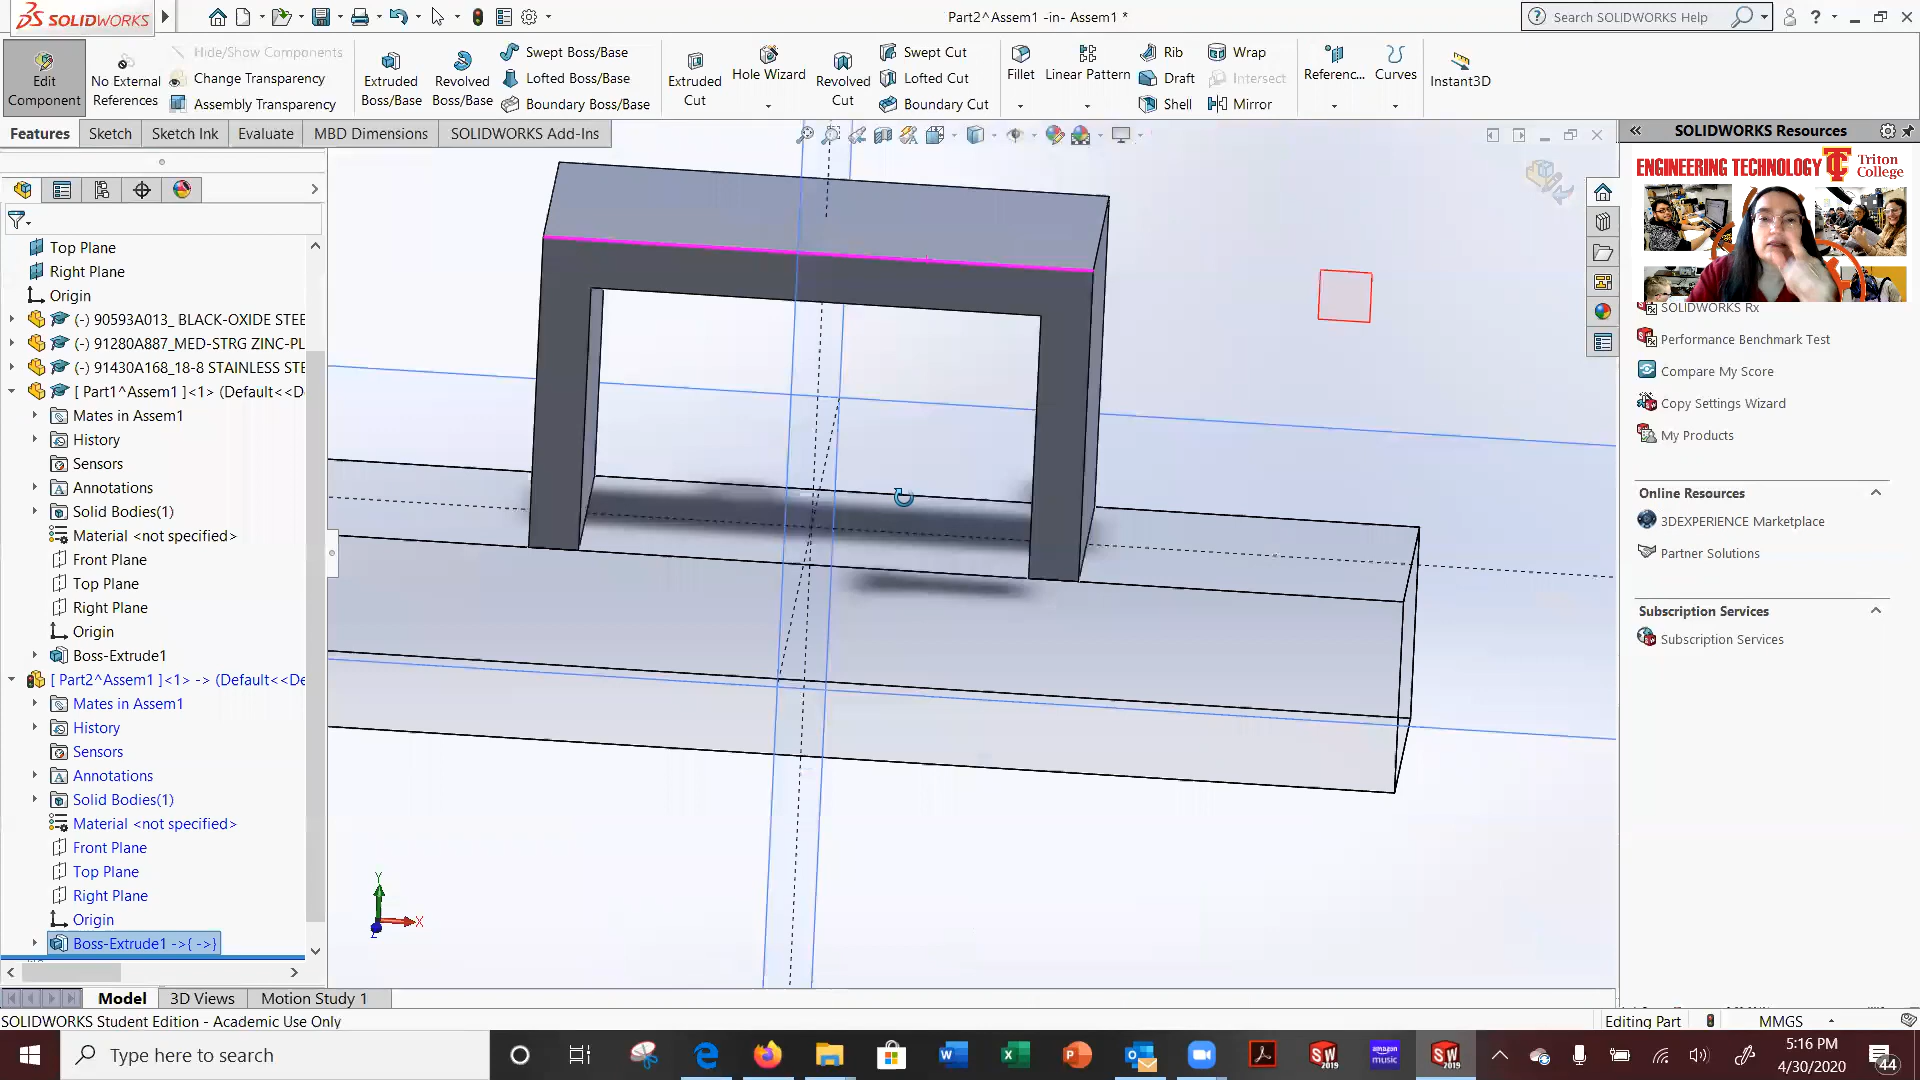 SOLIDWORKS
Part2^Assem1 -in- Assem1 *
Search SOLIDWORKS Help
Edit Component
No External References
Hide/Show Components
Change Transparency
Assembly Transparency
Extruded Boss/Base
Revolved Boss/Base
Swept Boss/Base
Lofted Boss/Base
Boundary Boss/Base
Extruded Cut
Hole Wizard
Revolved Cut
Swept Cut
Lofted Cut
Boundary Cut
Fillet
Linear Pattern
Rib
Draft
Shell
Wrap
Intersect
Mirror
Referenc...
Curves
Instant3D
Features
Sketch
Sketch Ink
Evaluate
MBD Dimensions
SOLIDWORKS Add-Ins
Top Plane
Right Plane
Origin
(-) 90593A013_ BLACK-OXIDE STEE
(-) 91280A887_MED-STRG ZINC-PL
(-) 91430A168_18-8 STAINLESS STE
[ Part1^Assem1 ]<1> (Default<<D
Mates in Assem1
History
Sensors
Annotations
Solid Bodies(1)
Material <not specified>
Front Plane
Top Plane
Right Plane
Origin
Boss-Extrude1
[ Part2^Assem1 ]<1> -> (Default<<De
Mates in Assem1
History
Sensors
Annotations
Solid Bodies(1)
Material <not specified>
Front Plane
Top Plane
Right Plane
Origin
Boss-Extrude1 ->{ ->}
Y
X
Z
Model
3D Views
Motion Study 1
SOLIDWORKS Student Edition - Academic Use Only
Editing Part
MMGS
SOLIDWORKS Resources
ENGINEERING TECHNOLOGY
Triton College
SOLIDWORKS Rx
Performance Benchmark Test
Compare My Score
Copy Settings Wizard
My Products
Online Resources
3DEXPERIENCE Marketplace
Partner Solutions
Subscription Services
Subscription Services
Type here to search
SW 2019
amazon music
SW 2019
5:16 PM
4/30/2020
44